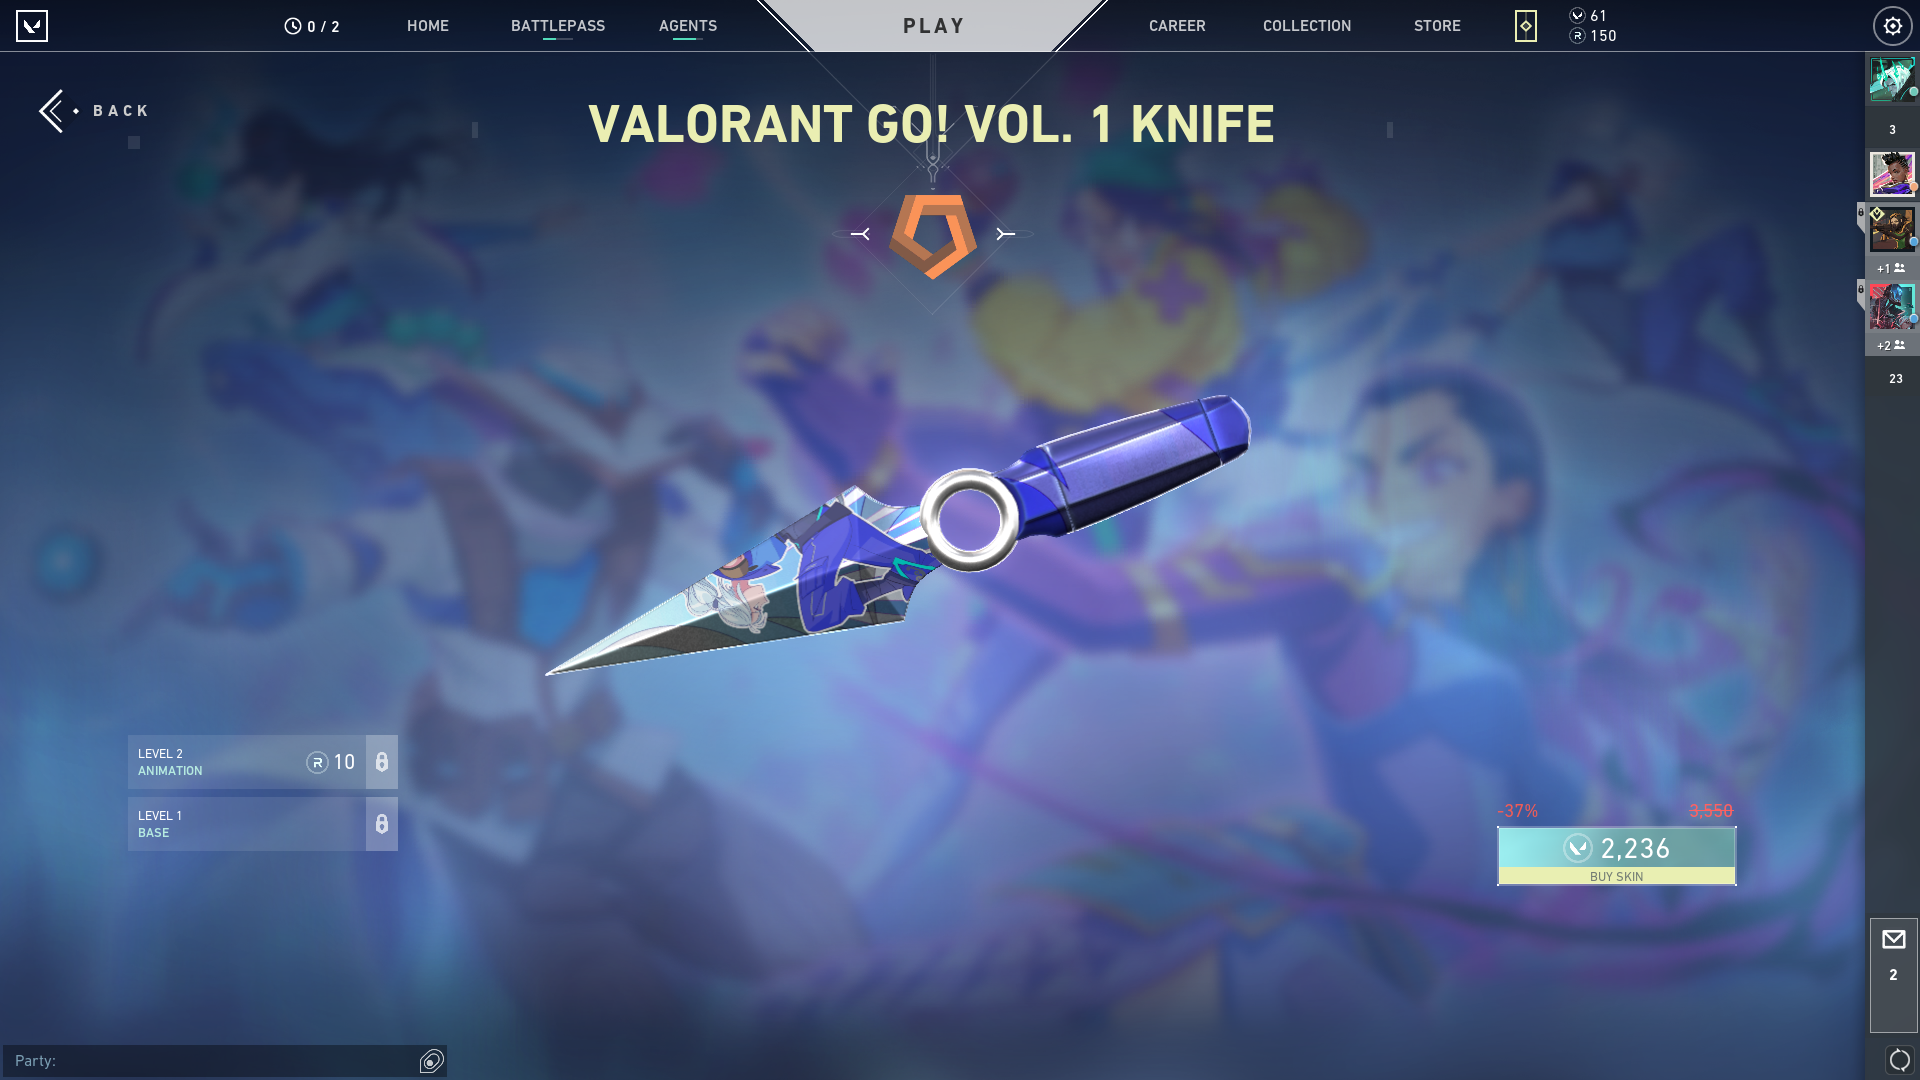 0 / 2
HOME
BATTLEPASS
AGENTS
PLAY
CAREER
COLLECTION
STORE
61
150
BACK
VALORANT GO! VOL. 1 KNIFE
3
+1
+2
23
LEVEL 2
ANIMATION
R 10
LEVEL 1
BASE
-37% 3,550
2,236
BUY SKIN
2
Party: